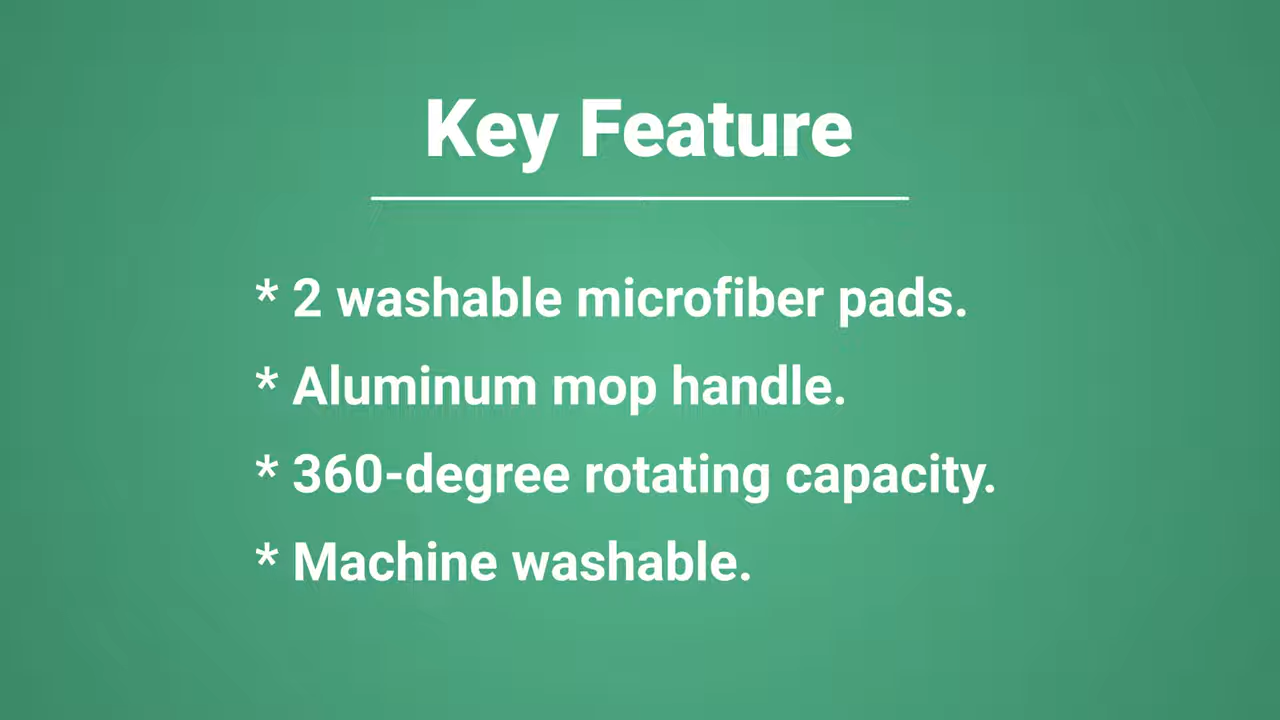 Key Feature
* 2 washable microfiber pads.
* Aluminum mop handle.
* 360-degree rotating capacity.
* Machine washable.